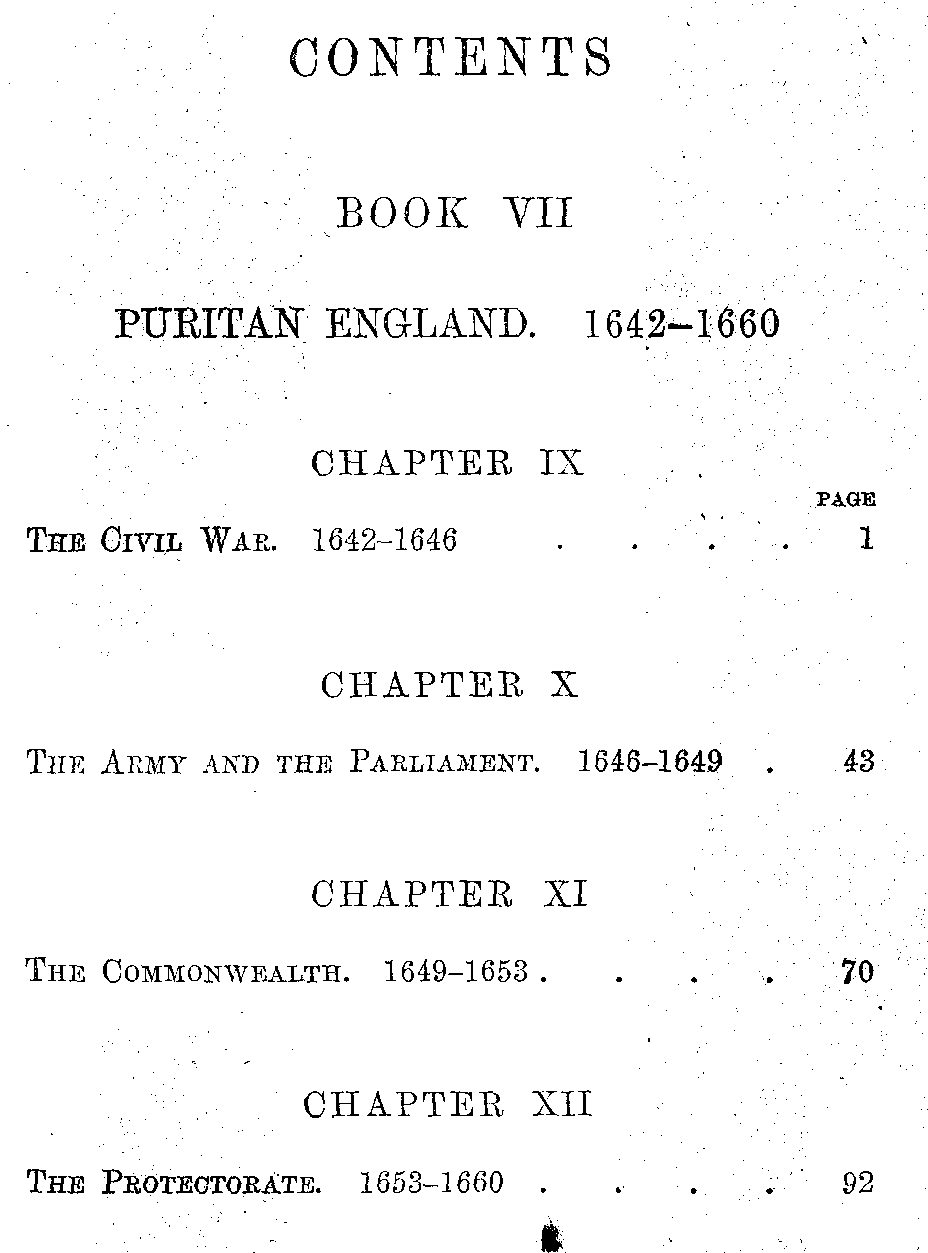 CONTENTS
BOOK VII
PURITAN ENGLAND. 1642–1660
CHAPTER IX
PAGE
THE CIVIL WAR. 1642–1646 . . . . 1
CHAPTER X
THE ARMY AND THE PARLIAMENT. 1646–1649 . 43
CHAPTER XI
THE COMMONWEALTH. 1649–1653 . . . . 70
CHAPTER XII
THE PROTECTORATE. 1653–1660 . . . . 92